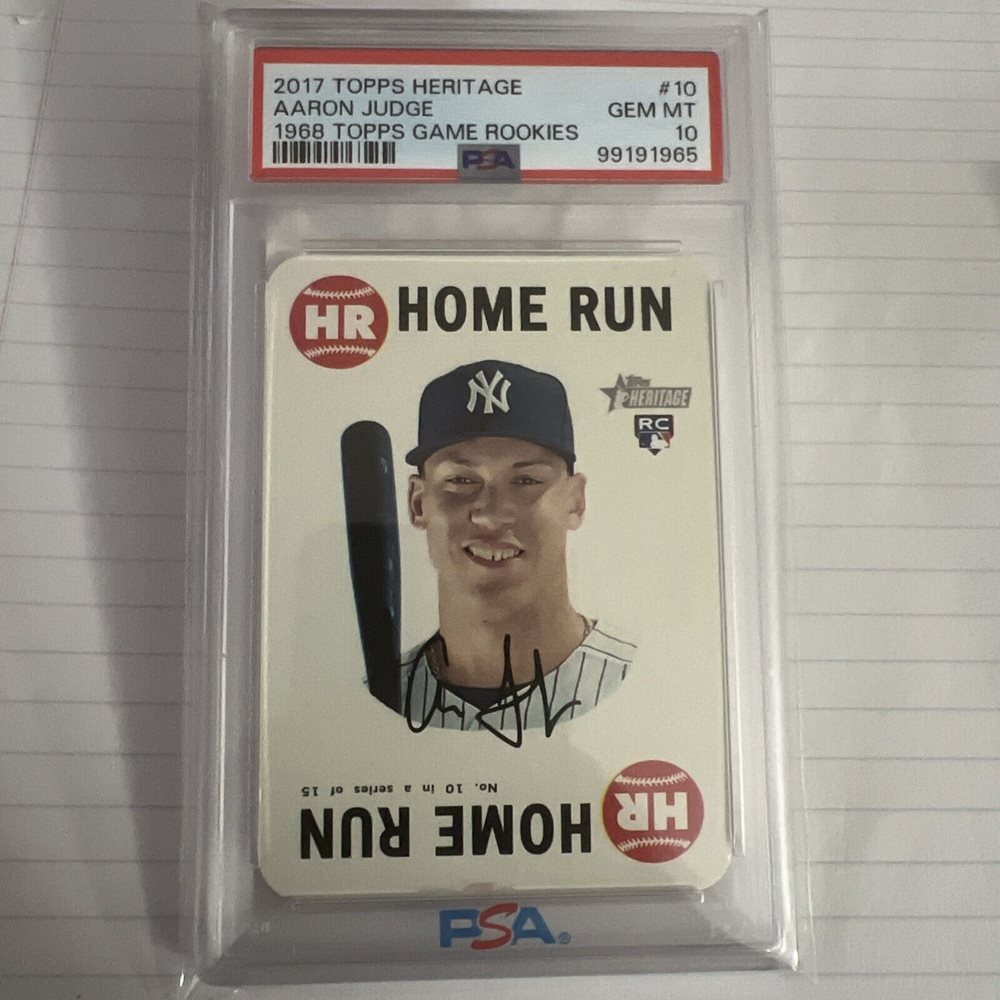 2017 TOPPS HERITAGE #10
AARON JUDGE GEM MT
1968 TOPPS GAME ROOKIES 10
PSA 99191965
HR HOME RUN
NY
Topps
HERITAGE
RC
No. 10 in a series of 15
HOME RUN HR
PSA®